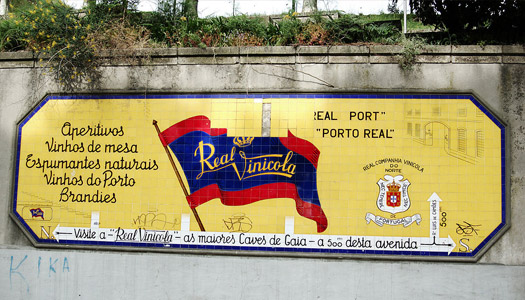 Aperitivos
Vinhos de mesa
Espumantes naturais
Vinhos do Porto
Brandies
Real Vinicola
REAL PORT"
"PORTO REAL"
REAL COMPANHIA VINICOLA
DO
NORTE
PORTUGAL
N
Visite a "Real Vinicola" - as maiores Caves de Gaia - a 500 desta avenida
500
S
KIKA